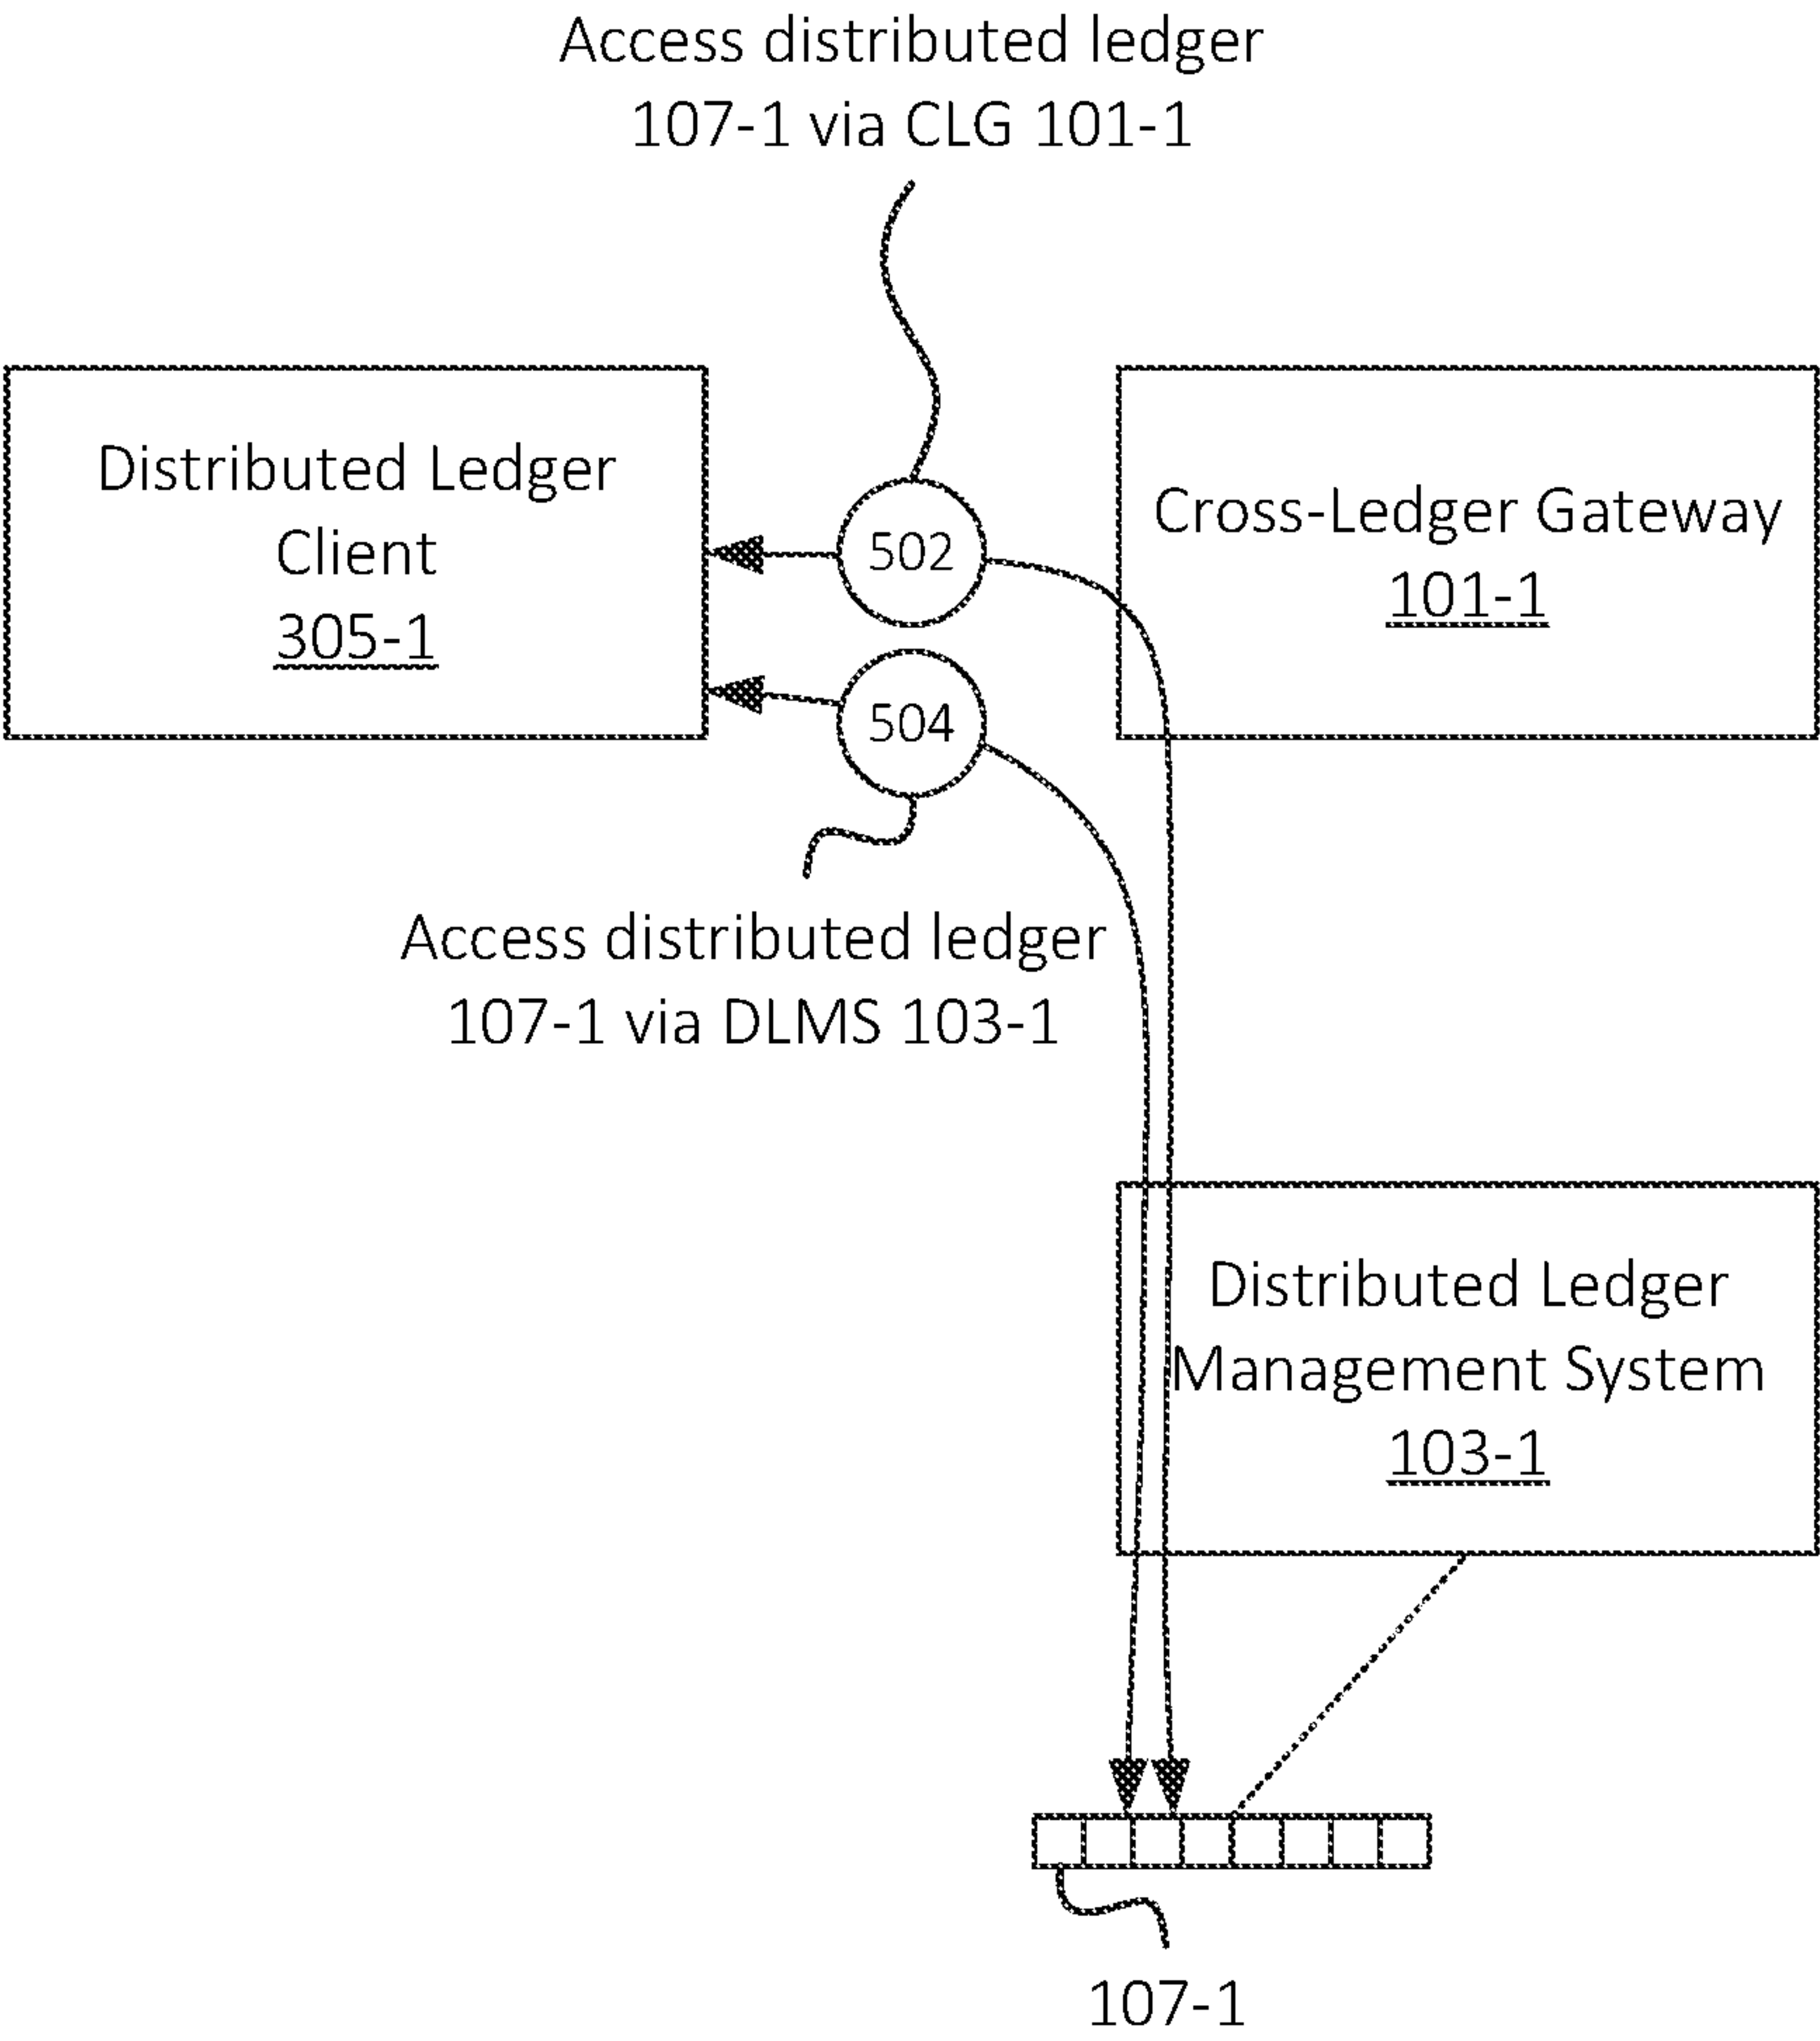 Access distributed ledger
107-1 via CLG 101-1
Distributed Ledger
Client
305-1
502
Cross-Ledger Gateway
101-1
504
Access distributed ledger
107-1 via DLMS 103-1
Distributed Ledger
Management System
103-1
107-1